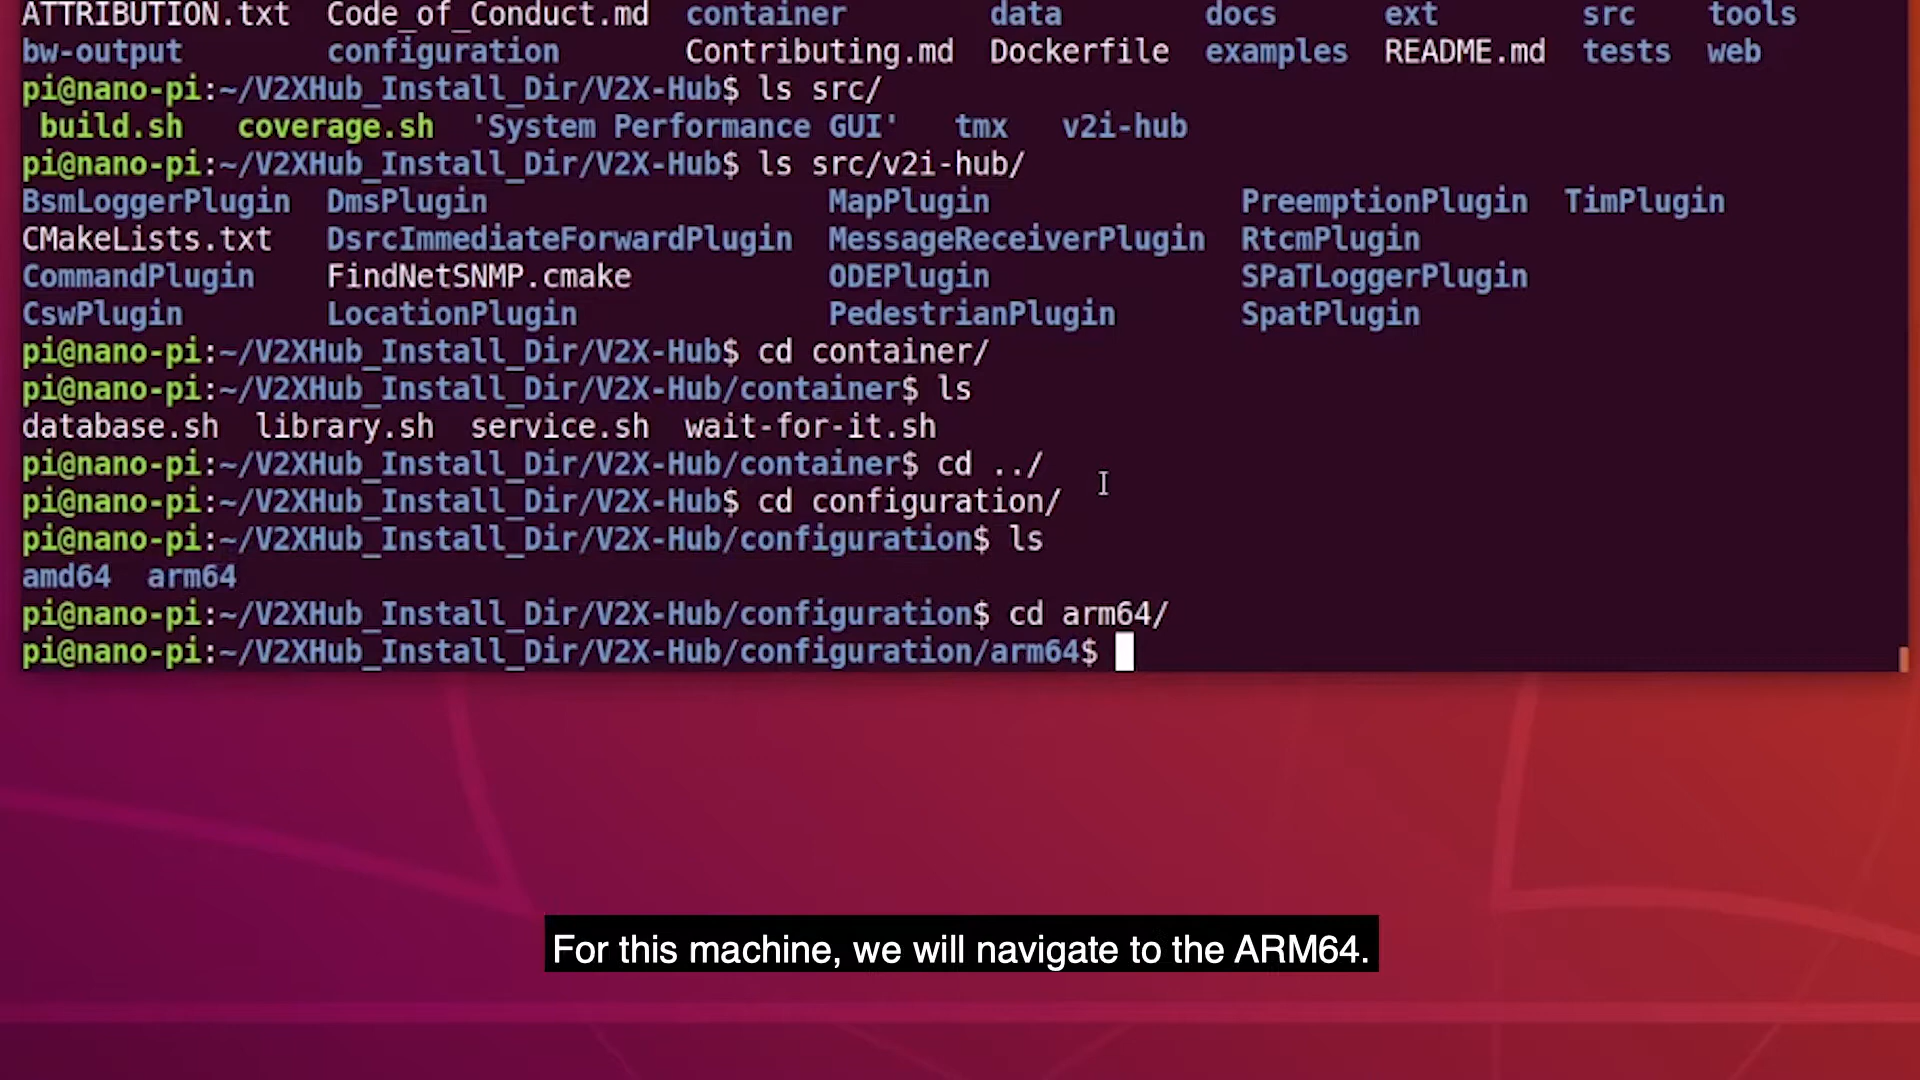 ATTRIBUTION.txt  Code_of_Conduct.md  container        data        docs      ext        src    tools
bw-output        configuration       Contributing.md  Dockerfile  examples  README.md  tests  web
pi@nano-pi:~/V2XHub_Install_Dir/V2X-Hub$ ls src/
build.sh   coverage.sh  'System Performance GUI'   tmx   v2i-hub
pi@nano-pi:~/V2XHub_Install_Dir/V2X-Hub$ ls src/v2i-hub/
BsmLoggerPlugin  DmsPlugin                   MapPlugin              PreemptionPlugin  TimPlugin
CMakeLists.txt   DsrcImmediateForwardPlugin  MessageReceiverPlugin  RtcmPlugin
CommandPlugin    FindNetSNMP.cmake           ODEPlugin              SPaTLoggerPlugin
CswPlugin        LocationPlugin              PedestrianPlugin       SpatPlugin
pi@nano-pi:~/V2XHub_Install_Dir/V2X-Hub$ cd container/
pi@nano-pi:~/V2XHub_Install_Dir/V2X-Hub/container$ ls
database.sh  library.sh  service.sh  wait-for-it.sh
pi@nano-pi:~/V2XHub_Install_Dir/V2X-Hub/container$ cd ../
pi@nano-pi:~/V2XHub_Install_Dir/V2X-Hub$ cd configuration/
pi@nano-pi:~/V2XHub_Install_Dir/V2X-Hub/configuration$ ls
amd64  arm64
pi@nano-pi:~/V2XHub_Install_Dir/V2X-Hub/configuration$ cd arm64/
pi@nano-pi:~/V2XHub_Install_Dir/V2X-Hub/configuration/arm64$
For this machine, we will navigate to the ARM64.